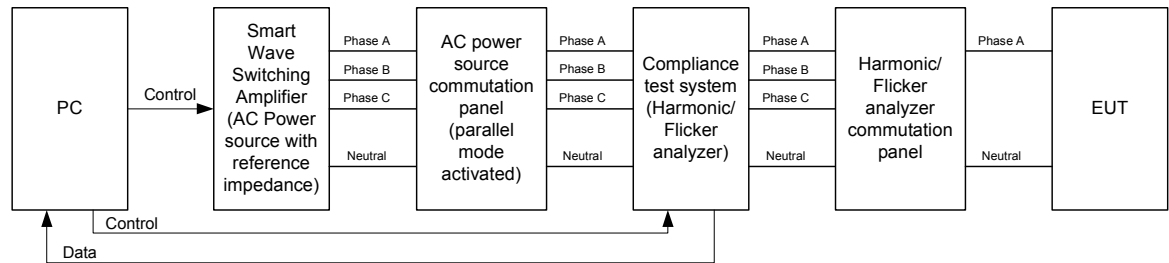 PC
Control
Smart
Wave
Switching
Amplifier
(AC Power
source with
reference
impedance)
Phase A
Phase B
Phase C
Neutral
AC power
source
commutation
panel
(parallel
mode
activated)
Phase A
Phase B
Phase C
Neutral
Compliance
test system
(Harmonic/
Flicker
analyzer)
Phase A
Phase B
Phase C
Neutral
Harmonic/
Flicker
analyzer
commutation
panel
Phase A
Neutral
EUT
Control
Data